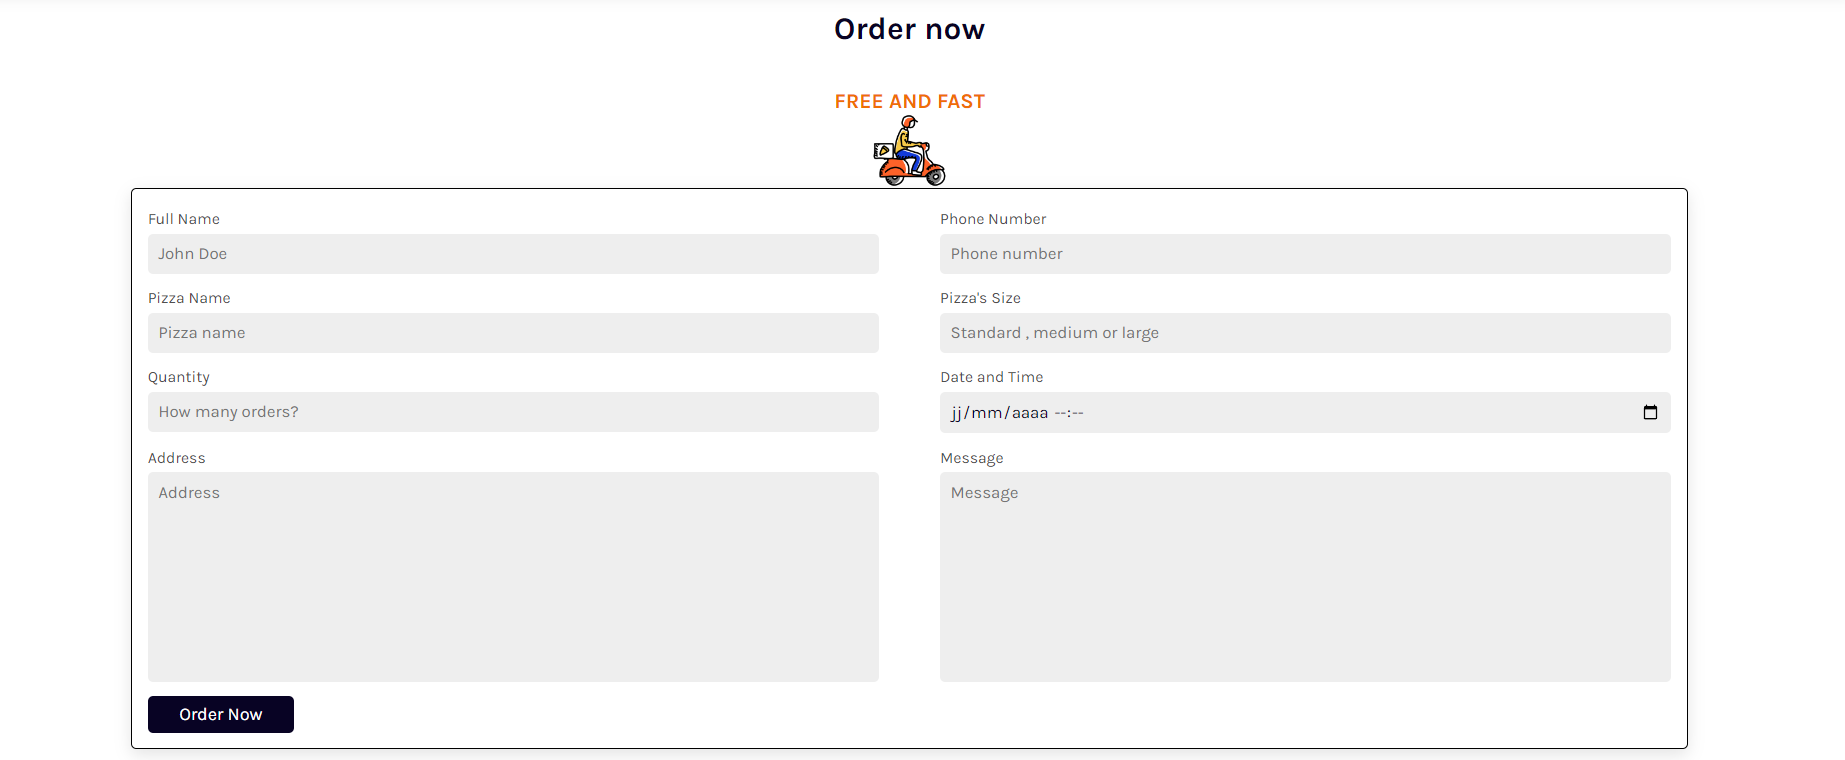 Order now
FREE AND FAST
Full Name
John Doe
Phone Number
Phone number
Pizza Name
Pizza name
Pizza's Size
Standard , medium or large
Quantity
How many orders?
Date and Time
jj/mm/aaaa --:--
Address
Address
Message
Message
Order Now